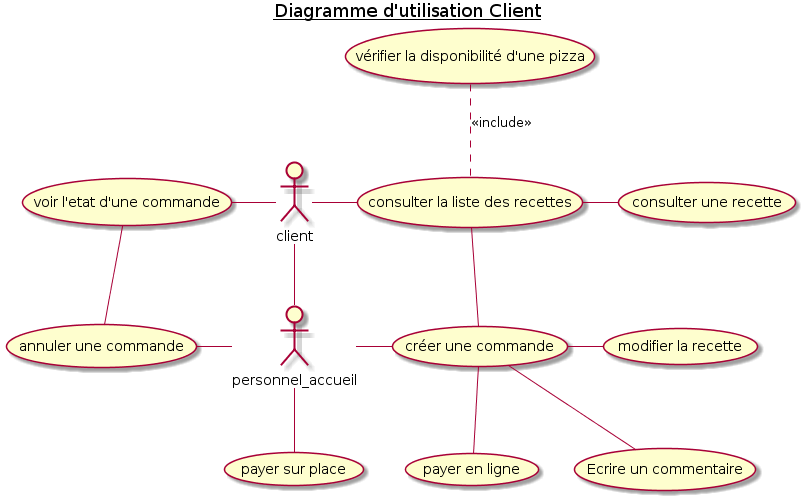 Diagramme d'utilisation Client
vérifier la disponibilité d'une pizza
«include»
voir l'etat d'une commande
consulter la liste des recettes
consulter une recette
client
annuler une commande
créer une commande
modifier la recette
personnel_accueil
payer sur place
payer en ligne
Ecrire un commentaire